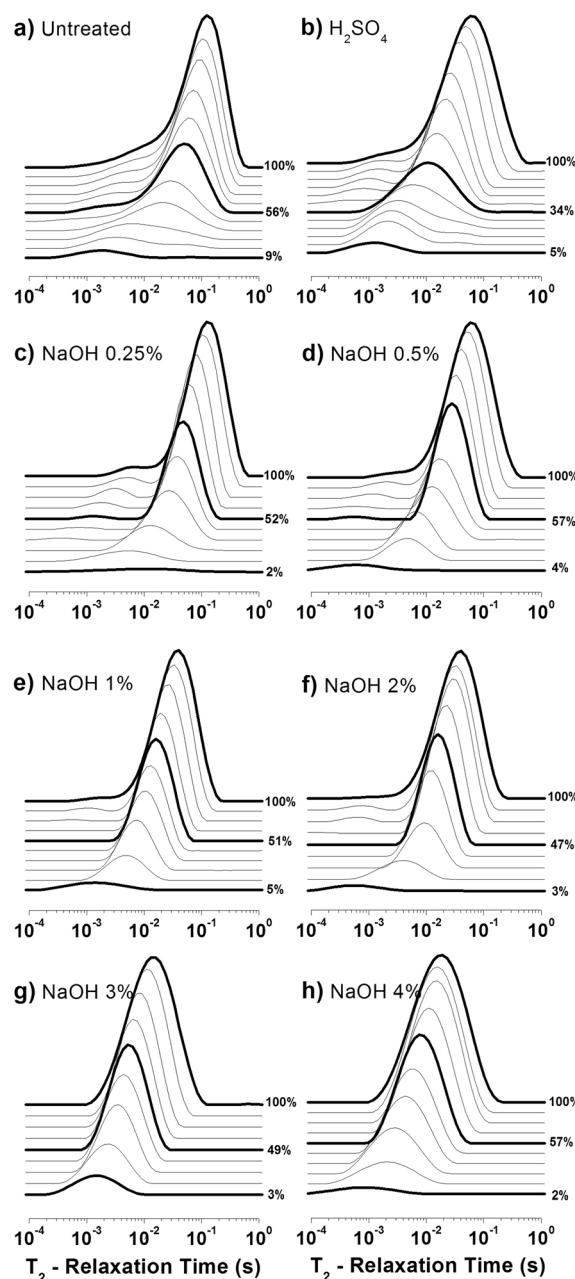 a) Untreated
100%
56%
9%
10⁻⁴ 10⁻³ 10⁻² 10⁻¹ 10⁰
b) H₂SO₄
100%
34%
5%
10⁻⁴ 10⁻³ 10⁻² 10⁻¹ 10⁰
c) NaOH 0.25%
100%
52%
2%
10⁻⁴ 10⁻³ 10⁻² 10⁻¹ 10⁰
d) NaOH 0.5%
100%
57%
4%
10⁻⁴ 10⁻³ 10⁻² 10⁻¹ 10⁰
e) NaOH 1%
100%
51%
5%
10⁻⁴ 10⁻³ 10⁻² 10⁻¹ 10⁰
f) NaOH 2%
100%
47%
3%
10⁻⁴ 10⁻³ 10⁻² 10⁻¹ 10⁰
g) NaOH 3%
100%
49%
3%
10⁻⁴ 10⁻³ 10⁻² 10⁻¹ 10⁰
T₂ - Relaxation Time (s)
h) NaOH 4%
100%
57%
2%
10⁻⁴ 10⁻³ 10⁻² 10⁻¹ 10⁰
T₂ - Relaxation Time (s)